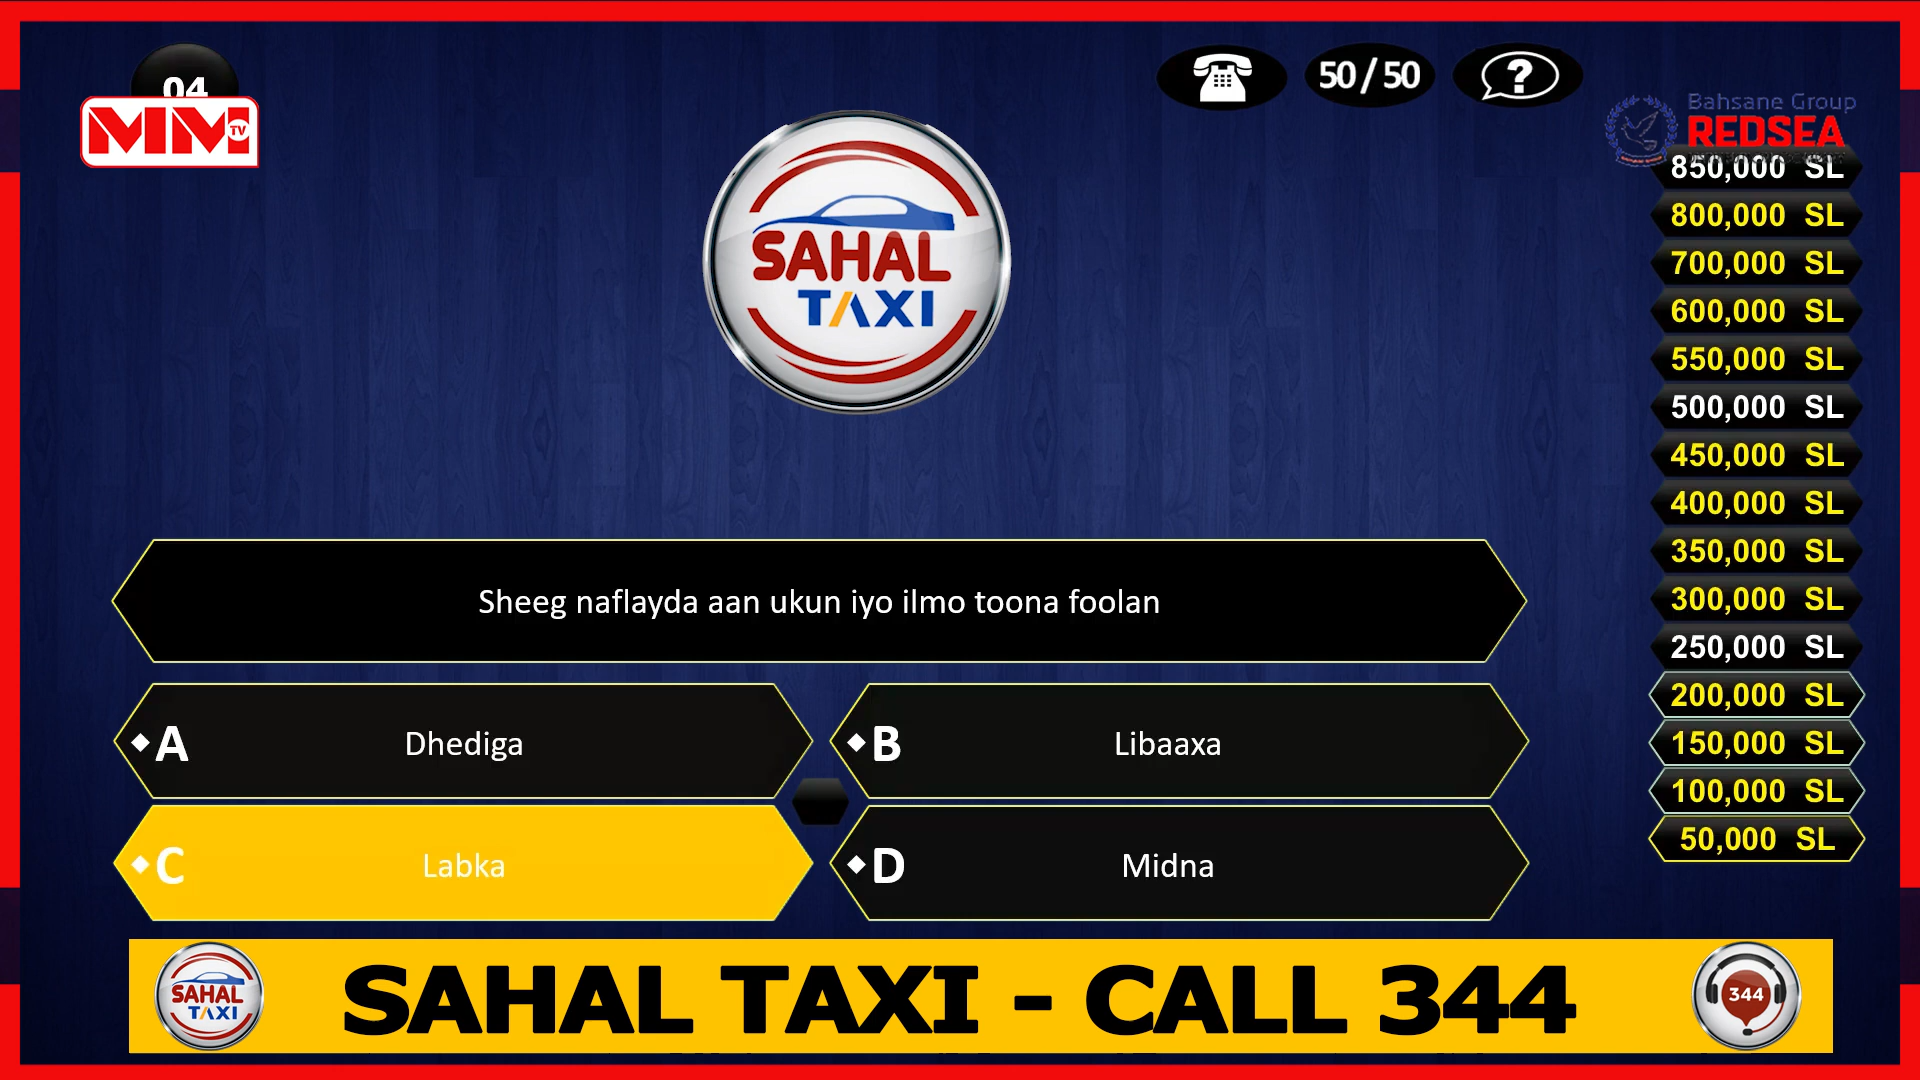 04
MM TV
50/50
?
Bahsane Group
REDSEA
SAHAL
TAXI
850,000 SL
800,000 SL
700,000 SL
600,000 SL
550,000 SL
500,000 SL
450,000 SL
400,000 SL
350,000 SL
300,000 SL
250,000 SL
200,000 SL
150,000 SL
100,000 SL
50,000 SL
Sheeg naflayda aan ukun iyo ilmo toona foolan
A Dhediga
B Libaaxa
C Labka
D Midna
SAHAL
TAXI
SAHAL TAXI - CALL 344
344